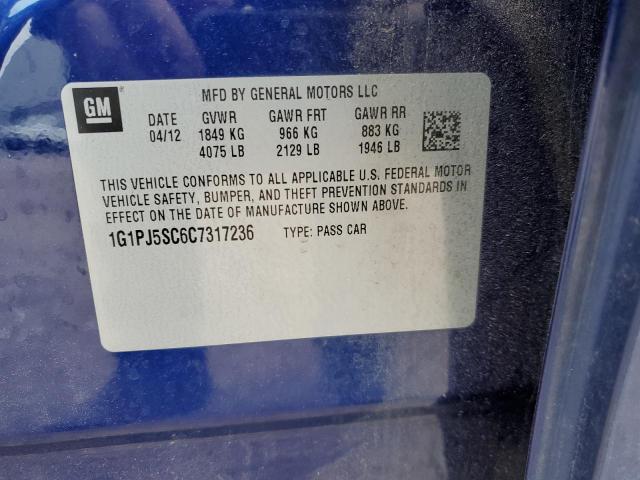 GM
MFD BY GENERAL MOTORS LLC
DATE GVWR GAWR FRT GAWR RR
04/12 1849 KG 966 KG 883 KG
4075 LB 2129 LB 1946 LB
THIS VEHICLE CONFORMS TO ALL APPLICABLE U.S. FEDERAL MOTOR
VEHICLE SAFETY, BUMPER, AND THEFT PREVENTION STANDARDS IN
EFFECT ON THE DATE OF MANUFACTURE SHOWN ABOVE.
1G1PJ5SC6C7317236 TYPE: PASS CAR